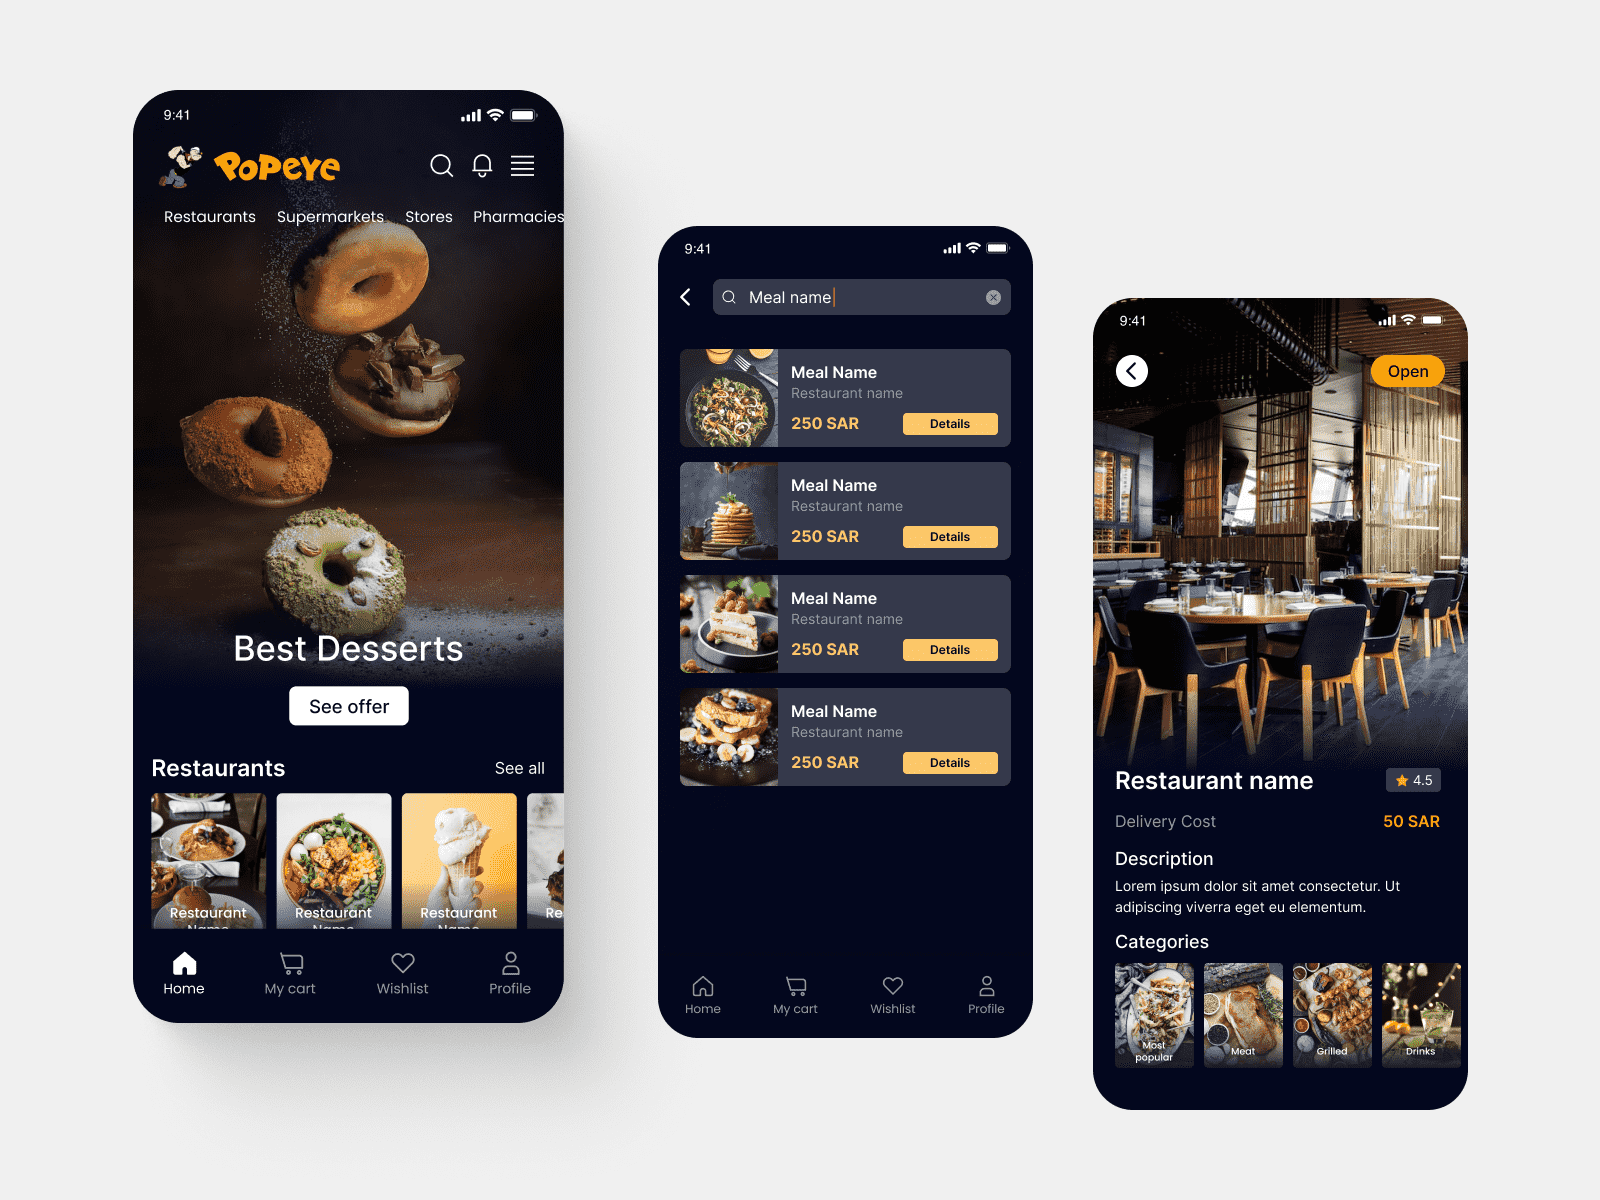 9:41
POPEYE
Restaurants Supermarkets Stores Pharmacies
Best Desserts
See offer
Restaurants See all
Restaurant Restaurant Restaurant Re
Name Name Name
Home My cart Wishlist Profile
9:41
Meal name
Meal Name
Restaurant name
250 SAR Details
Meal Name
Restaurant name
250 SAR Details
Meal Name
Restaurant name
250 SAR Details
Meal Name
Restaurant name
250 SAR Details
Home My cart Wishlist Profile
9:41
Open
Restaurant name 4.5
Delivery Cost 50 SAR
Description
Lorem ipsum dolor sit amet consectetur. Ut
adipiscing viverra eget eu elementum.
Categories
Most
popular Meat Grilled Drinks